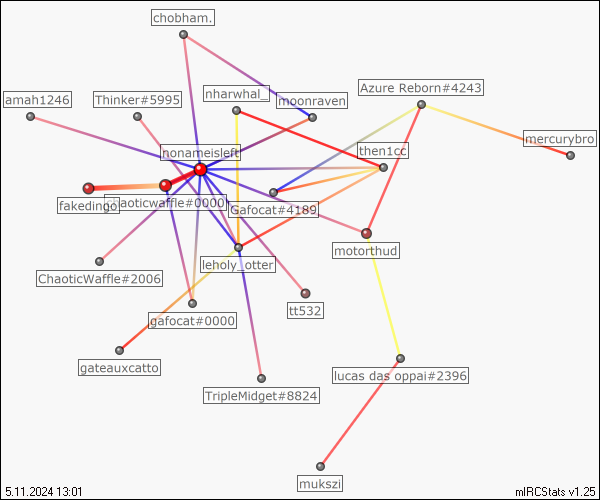 chobham.
Azure Reborn#4243
nharwhal_
amah1246
Thinker#5995
moonraven
mercurybro
nonameisleft
then1cc
fakedingo
chaoticwaffle#0000
Gafocat#4189
motorthud
leholy_otter
ChaoticWaffle#2006
tt532
gafocat#0000
gateauxcatto
lucas das oppai#2396
TripleMidget#8824
mukszi
5.11.2024 13:01
mIRCStats v1.25